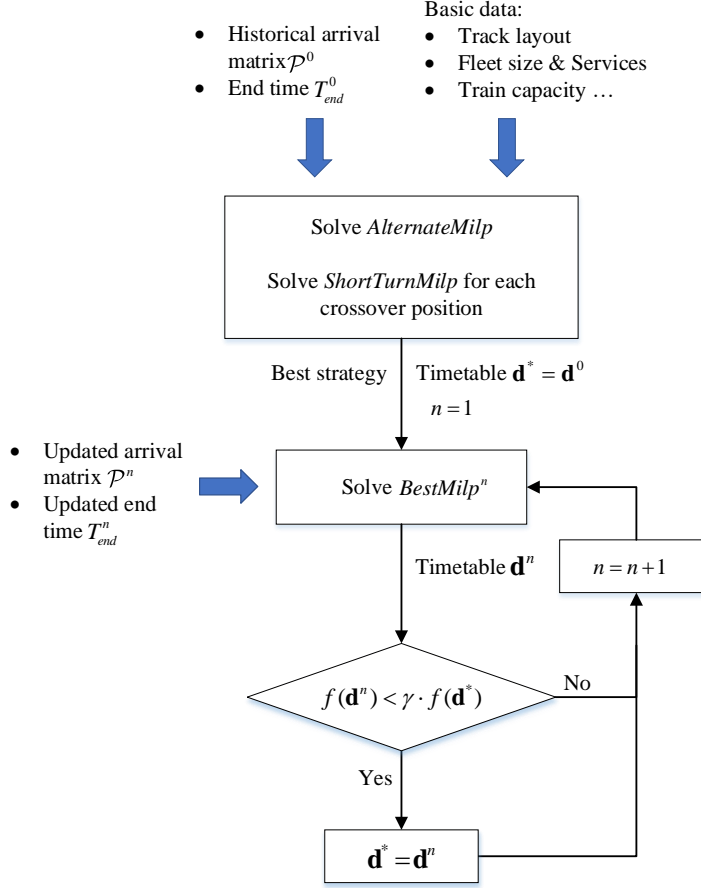 • Historical arrival
matrix 𝒫⁰
• End time T⁰_end
Basic data:
• Track layout
• Fleet size & Services
• Train capacity …
Solve AlternateMilp
Solve ShortTurnMilp for each
crossover position
Best strategy
Timetable d* = d⁰
n = 1
• Updated arrival
matrix 𝒫ⁿ
• Updated end
time Tⁿ_end
Solve BestMilpⁿ
Timetable dⁿ
n = n + 1
f(dⁿ) < γ · f(d*)
No
Yes
d* = dⁿ